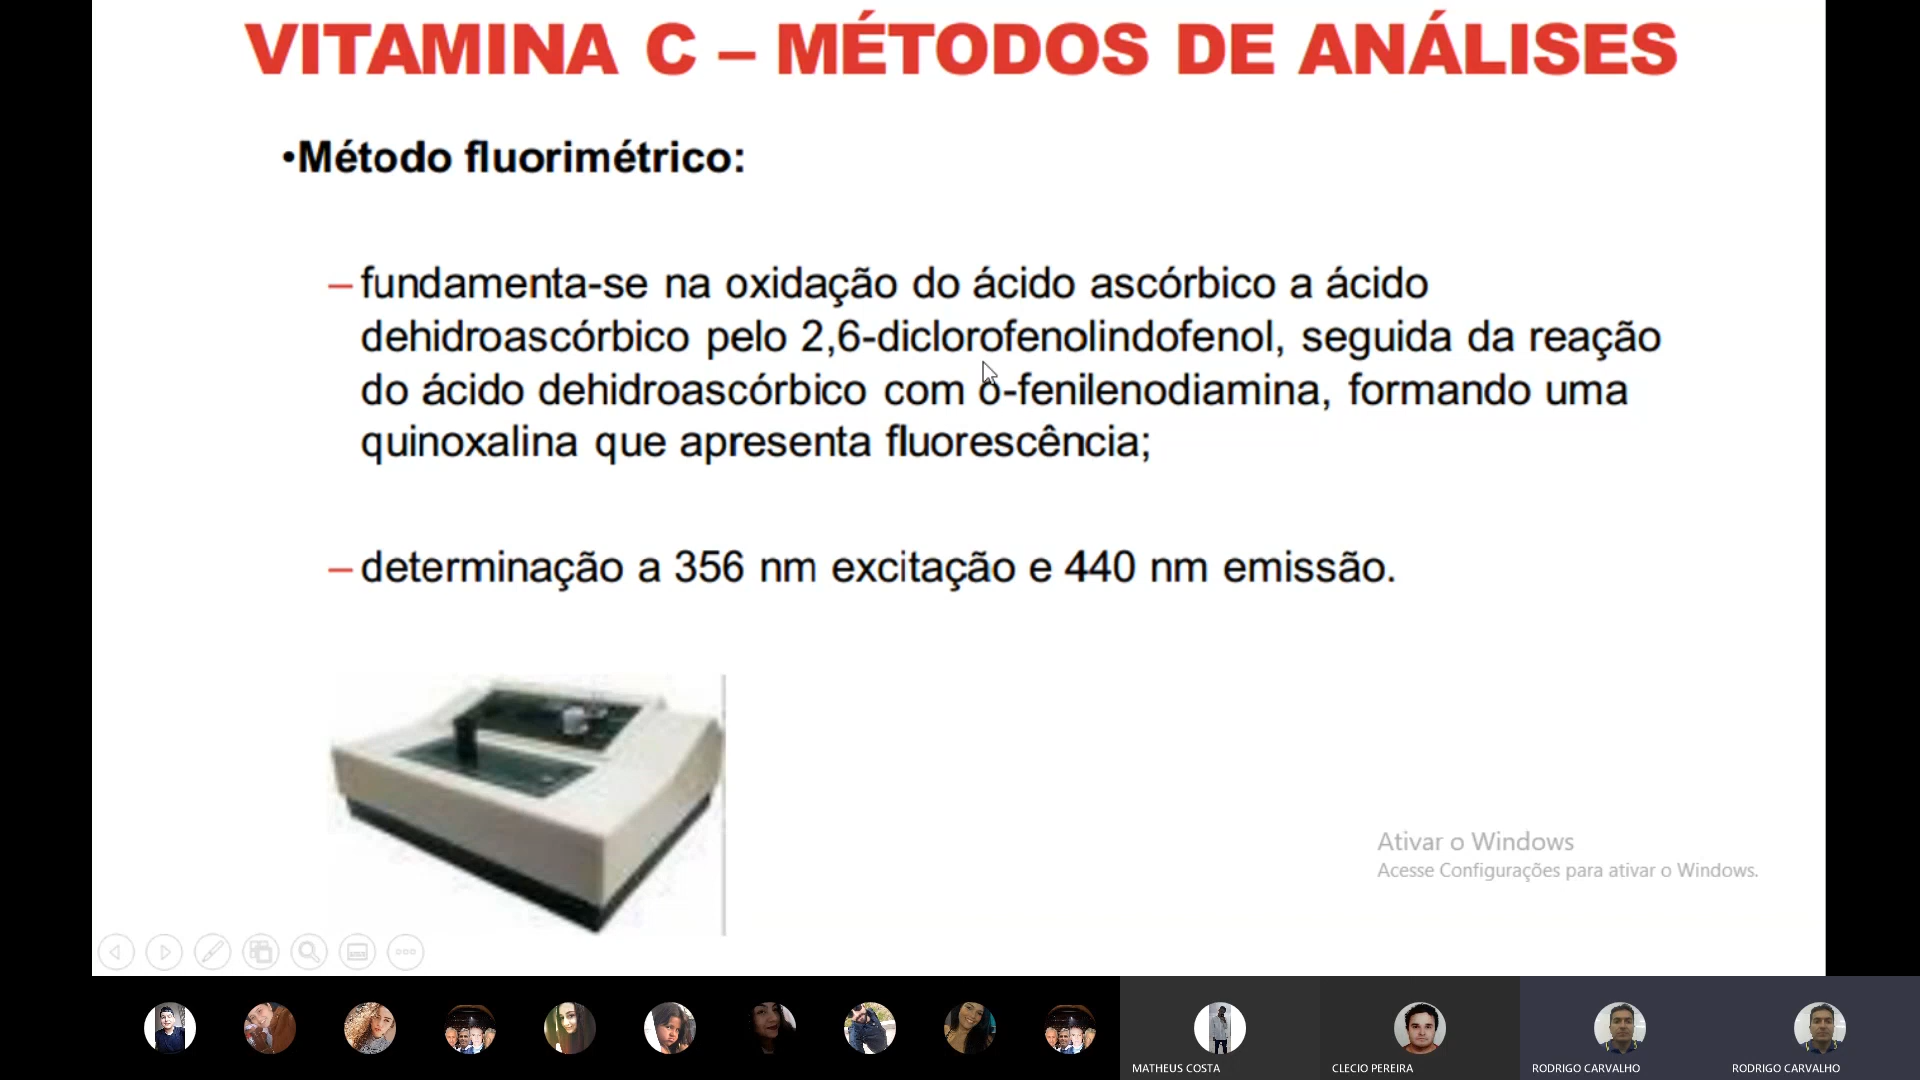 VITAMINA C – MÉTODOS DE ANÁLISES
•Método fluorimétrico:
–fundamenta-se na oxidação do ácido ascórbico a ácido
dehidroascórbico pelo 2,6-diclorofenolindofenol, seguida da reação
do ácido dehidroascórbico com o-fenilenodiamina, formando uma
quinoxalina que apresenta fluorescência;
–determinação a 356 nm excitação e 440 nm emissão.
Ativar o Windows
Acesse Configurações para ativar o Windows.
MATHEUS COSTA
CLECIO PEREIRA
RODRIGO CARVALHO
RODRIGO CARVALHO